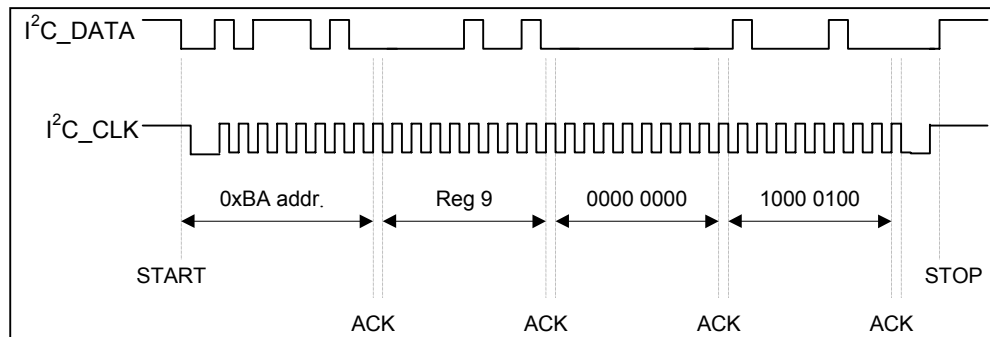 I²C_DATA
I²C_CLK
0xBA addr. Reg 9 0000 0000 1000 0100
START STOP
ACK ACK ACK ACK